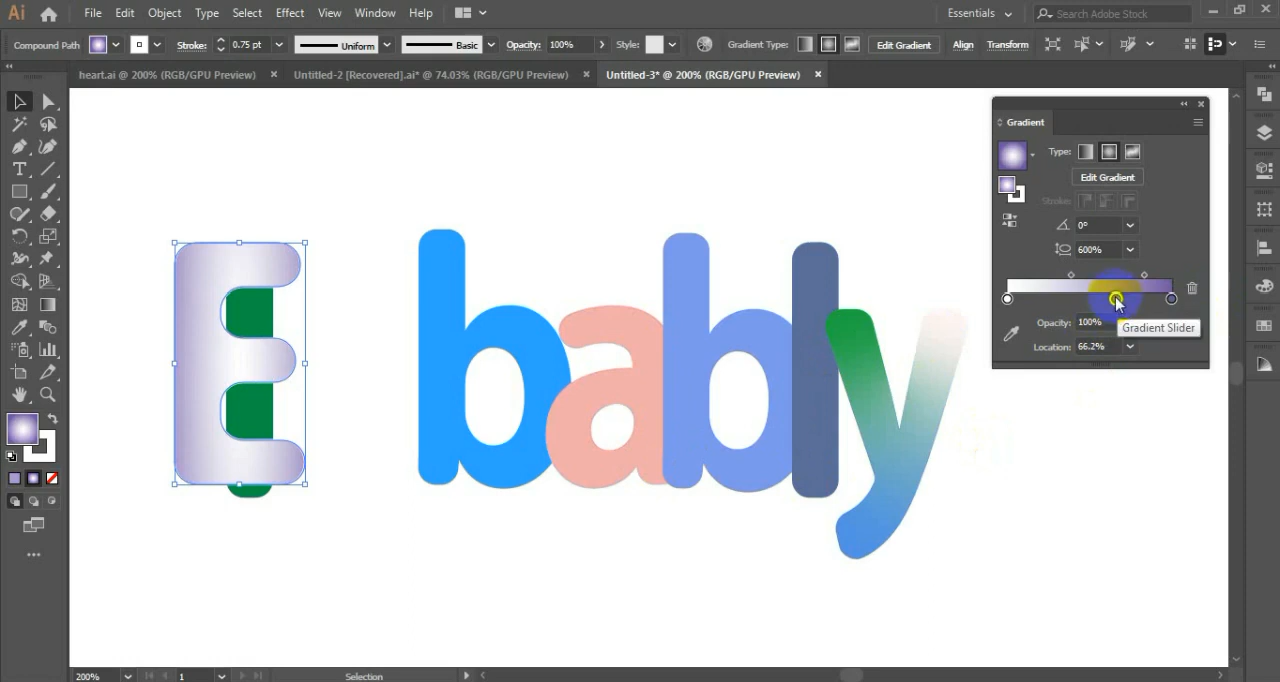 Ai File Edit Object Type Select Effect View Window Help Essentials Search Adobe Stock
Compound Path Stroke: 0.75 pt Uniform Basic Opacity: 100% Style: Gradient Type: Edit Gradient Align Transform
heart.ai @ 200% (RGB/GPU Preview) Untitled-2 [Recovered].ai* @ 74.03% (RGB/GPU Preview) Untitled-3* @ 200% (RGB/GPU Preview)
Gradient
Type:
Edit Gradient
Stroke:
0°
600%
Opacity: 100%
Gradient Slider
Location: 66.2%
E bably
200% 1 Selection